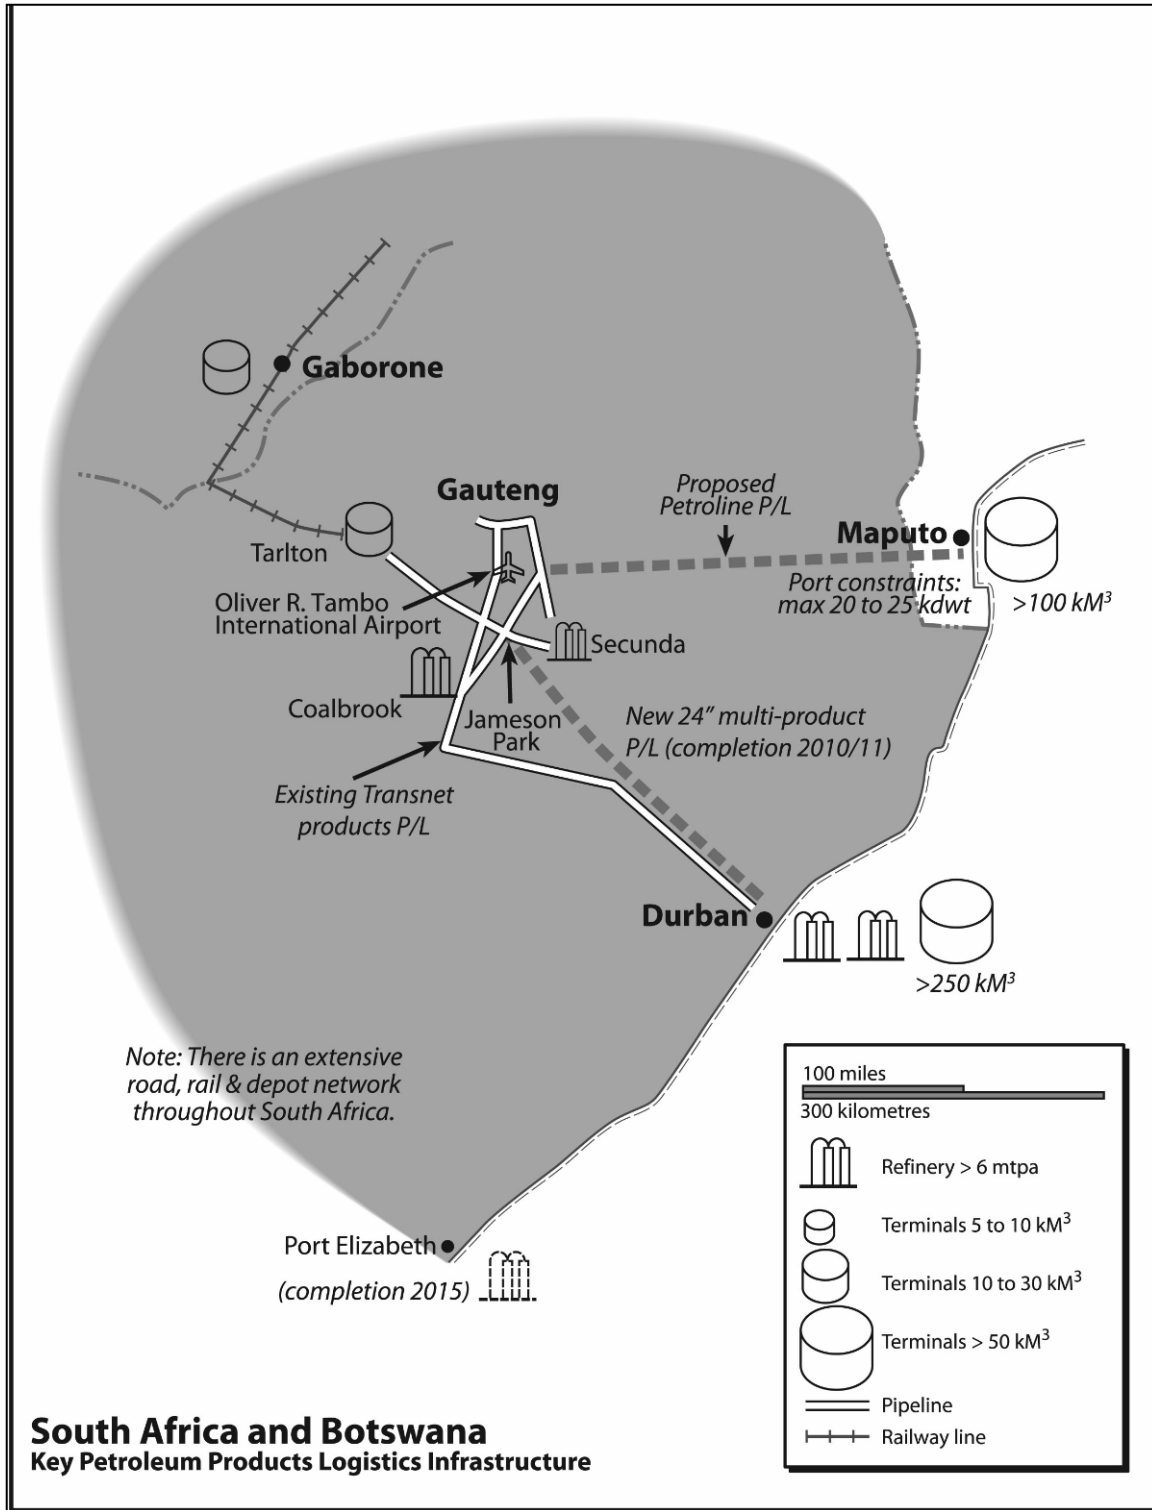 Gaborone
Gauteng
Proposed
Petroline P/L
Maputo
Tarlton
Port constraints:
max 20 to 25 kdwt
>100 kM³
Oliver R. Tambo
International Airport
Secunda
Coalbrook
Jameson
Park
New 24” multi-product
P/L (completion 2010/11)
Existing Transnet
products P/L
Durban
>250 kM³
Note: There is an extensive
road, rail & depot network
throughout South Africa.
Port Elizabeth
(completion 2015)
100 miles
300 kilometres
Refinery > 6 mtpa
Terminals 5 to 10 kM³
Terminals 10 to 30 kM³
Terminals > 50 kM³
Pipeline
Railway line
South Africa and Botswana
Key Petroleum Products Logistics Infrastructure